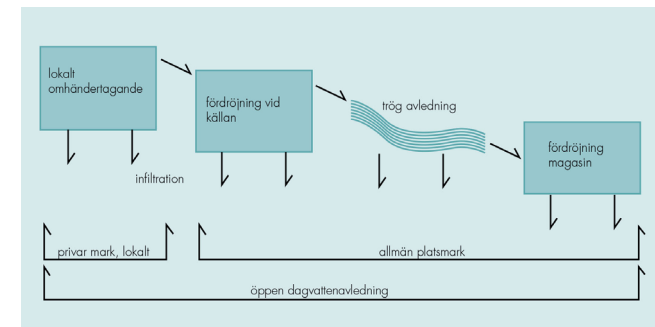 lokalt
omhändertagande
fördröjning vid
källan
trög avledning
fördröjning
magasin
infiltration
privar mark, lokalt
allmän platsmark
öppen dagvattenavledning